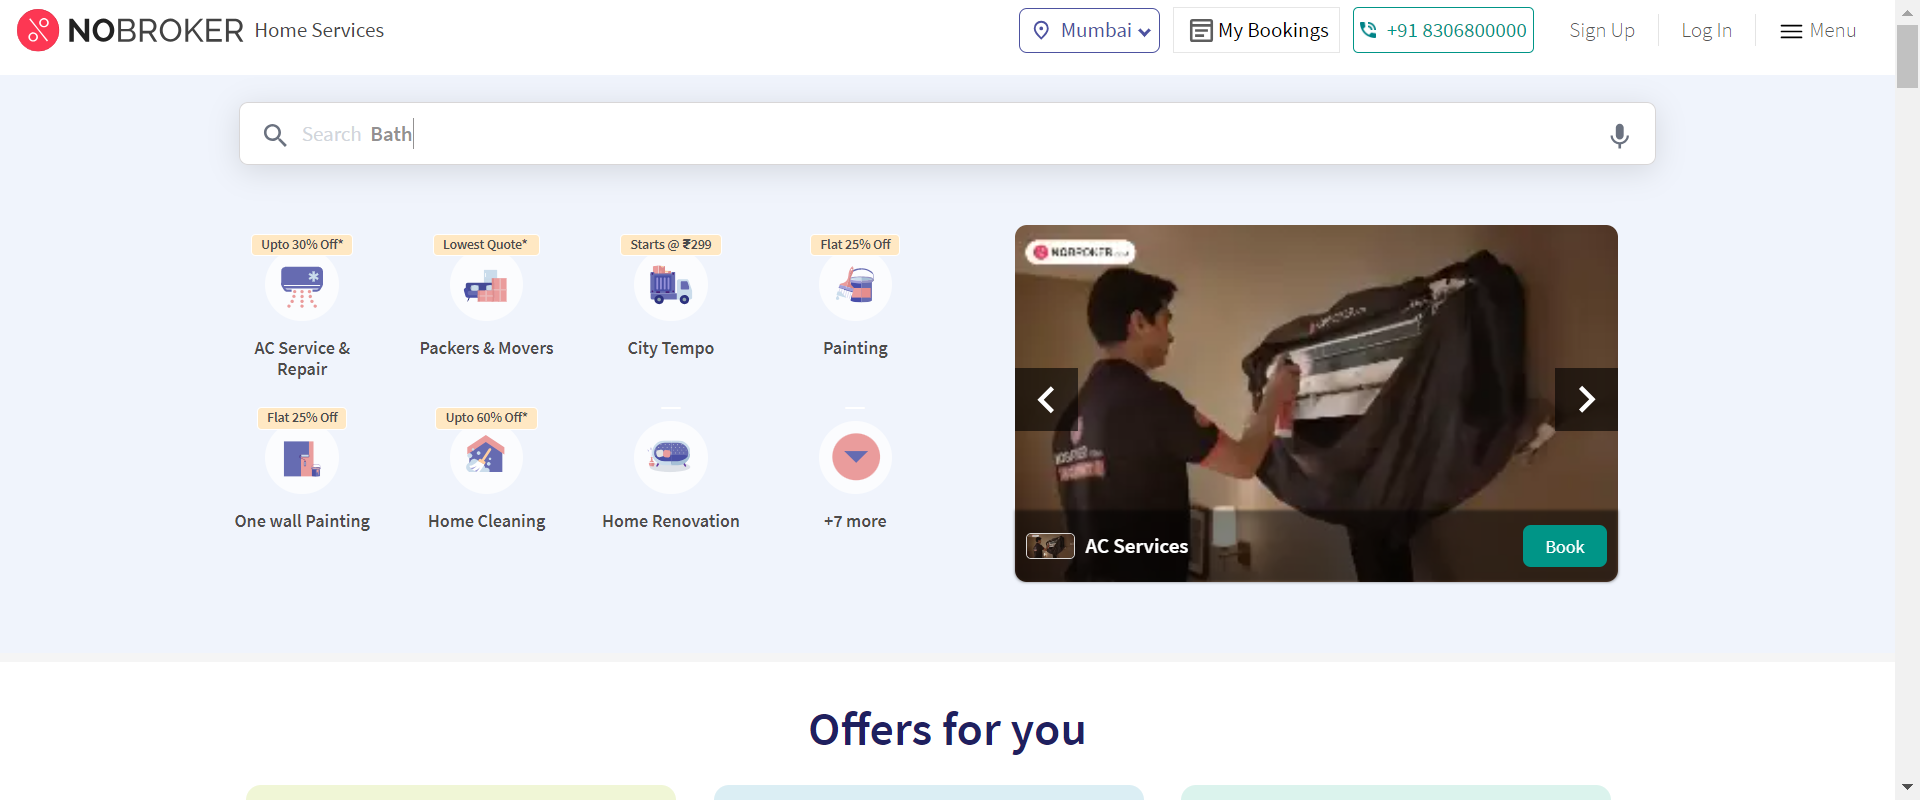 NOBROKER Home Services
Mumbai
My Bookings
+91 8306800000
Sign Up
Log In
Menu
Search Bath
Upto 30% Off*
Lowest Quote*
Starts @ ₹299
Flat 25% Off
AC Service &
Repair
Packers & Movers
City Tempo
Painting
Flat 25% Off
Upto 60% Off*
One wall Painting
Home Cleaning
Home Renovation
+7 more
NOBROKER.com
AC Services
Book
Offers for you